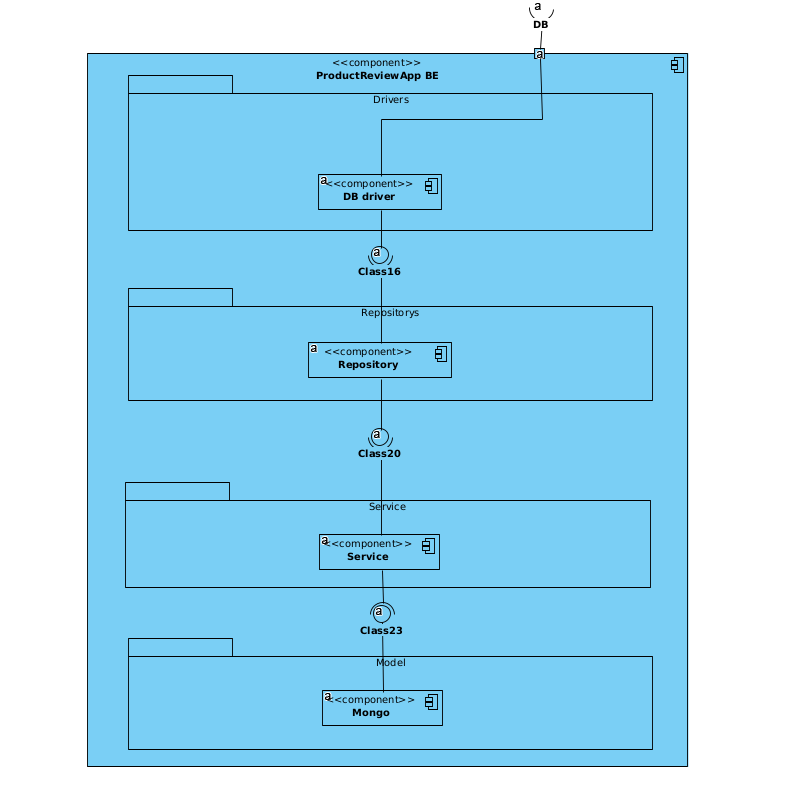 a
DB
a
<<component>>
ProductReviewApp BE
Drivers
a
<<component>>
DB driver
a
Class16
Repositorys
a
<<component>>
Repository
a
Class20
Service
a
<<component>>
Service
a
Class23
Model
a
<<component>>
Mongo